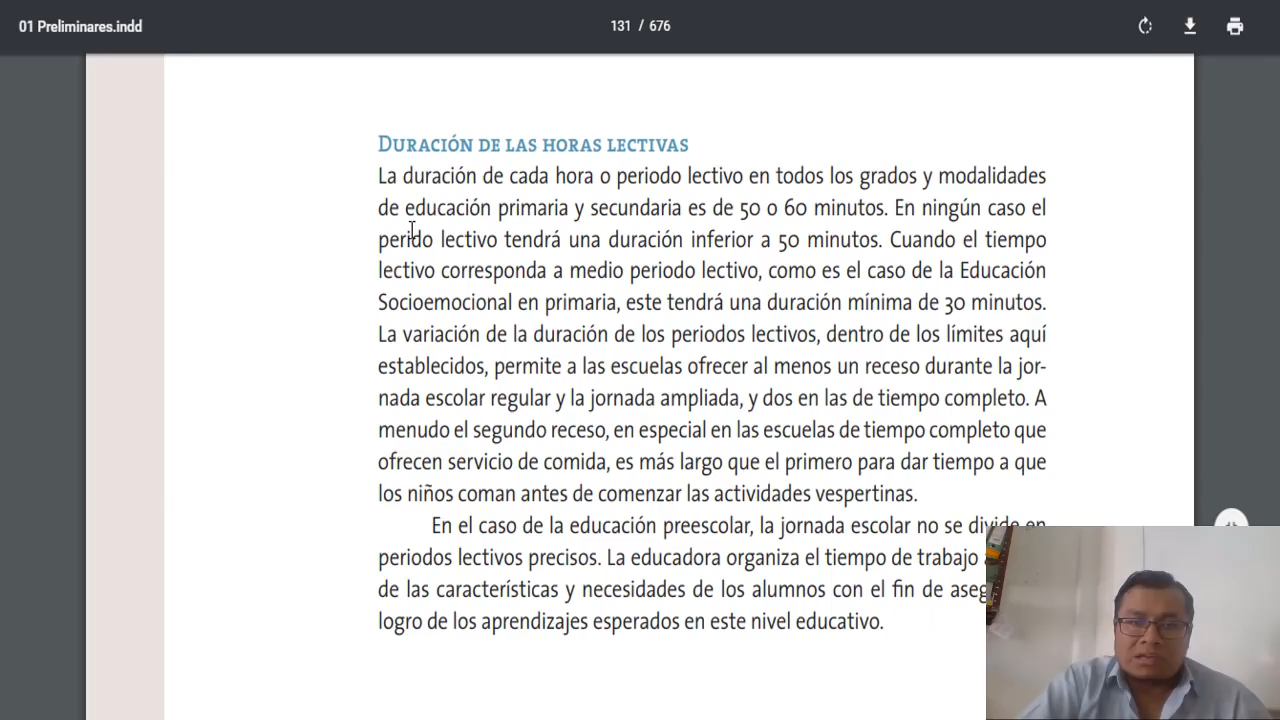 01 Preliminares.indd
131 / 676
DURACIÓN DE LAS HORAS LECTIVAS
La duración de cada hora o periodo lectivo en todos los grados y modalidades
de educación primaria y secundaria es de 50 o 60 minutos. En ningún caso el
perido lectivo tendrá una duración inferior a 50 minutos. Cuando el tiempo
lectivo corresponda a medio periodo lectivo, como es el caso de la Educación
Socioemocional en primaria, este tendrá una duración mínima de 30 minutos.
La variación de la duración de los periodos lectivos, dentro de los límites aquí
establecidos, permite a las escuelas ofrecer al menos un receso durante la jor-
nada escolar regular y la jornada ampliada, y dos en las de tiempo completo. A
menudo el segundo receso, en especial en las escuelas de tiempo completo que
ofrecen servicio de comida, es más largo que el primero para dar tiempo a que
los niños coman antes de comenzar las actividades vespertinas.
En el caso de la educación preescolar, la jornada escolar no se divide en
periodos lectivos precisos. La educadora organiza el tiempo de trabajo
de las características y necesidades de los alumnos con el fin de
logro de los aprendizajes esperados en este nivel educativo.